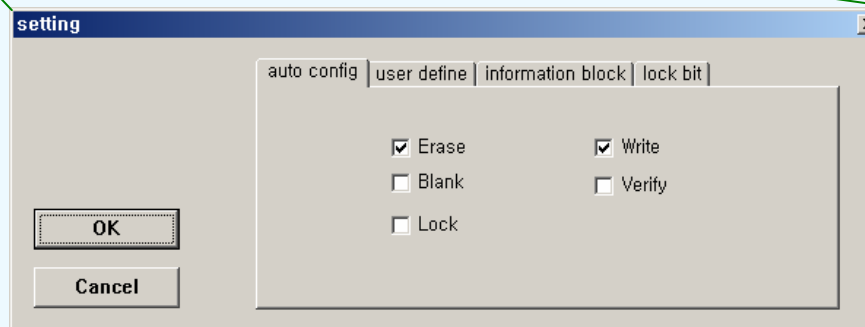 setting
auto config user define information block lock bit
Erase Write
Blank Verify
Lock
OK
Cancel